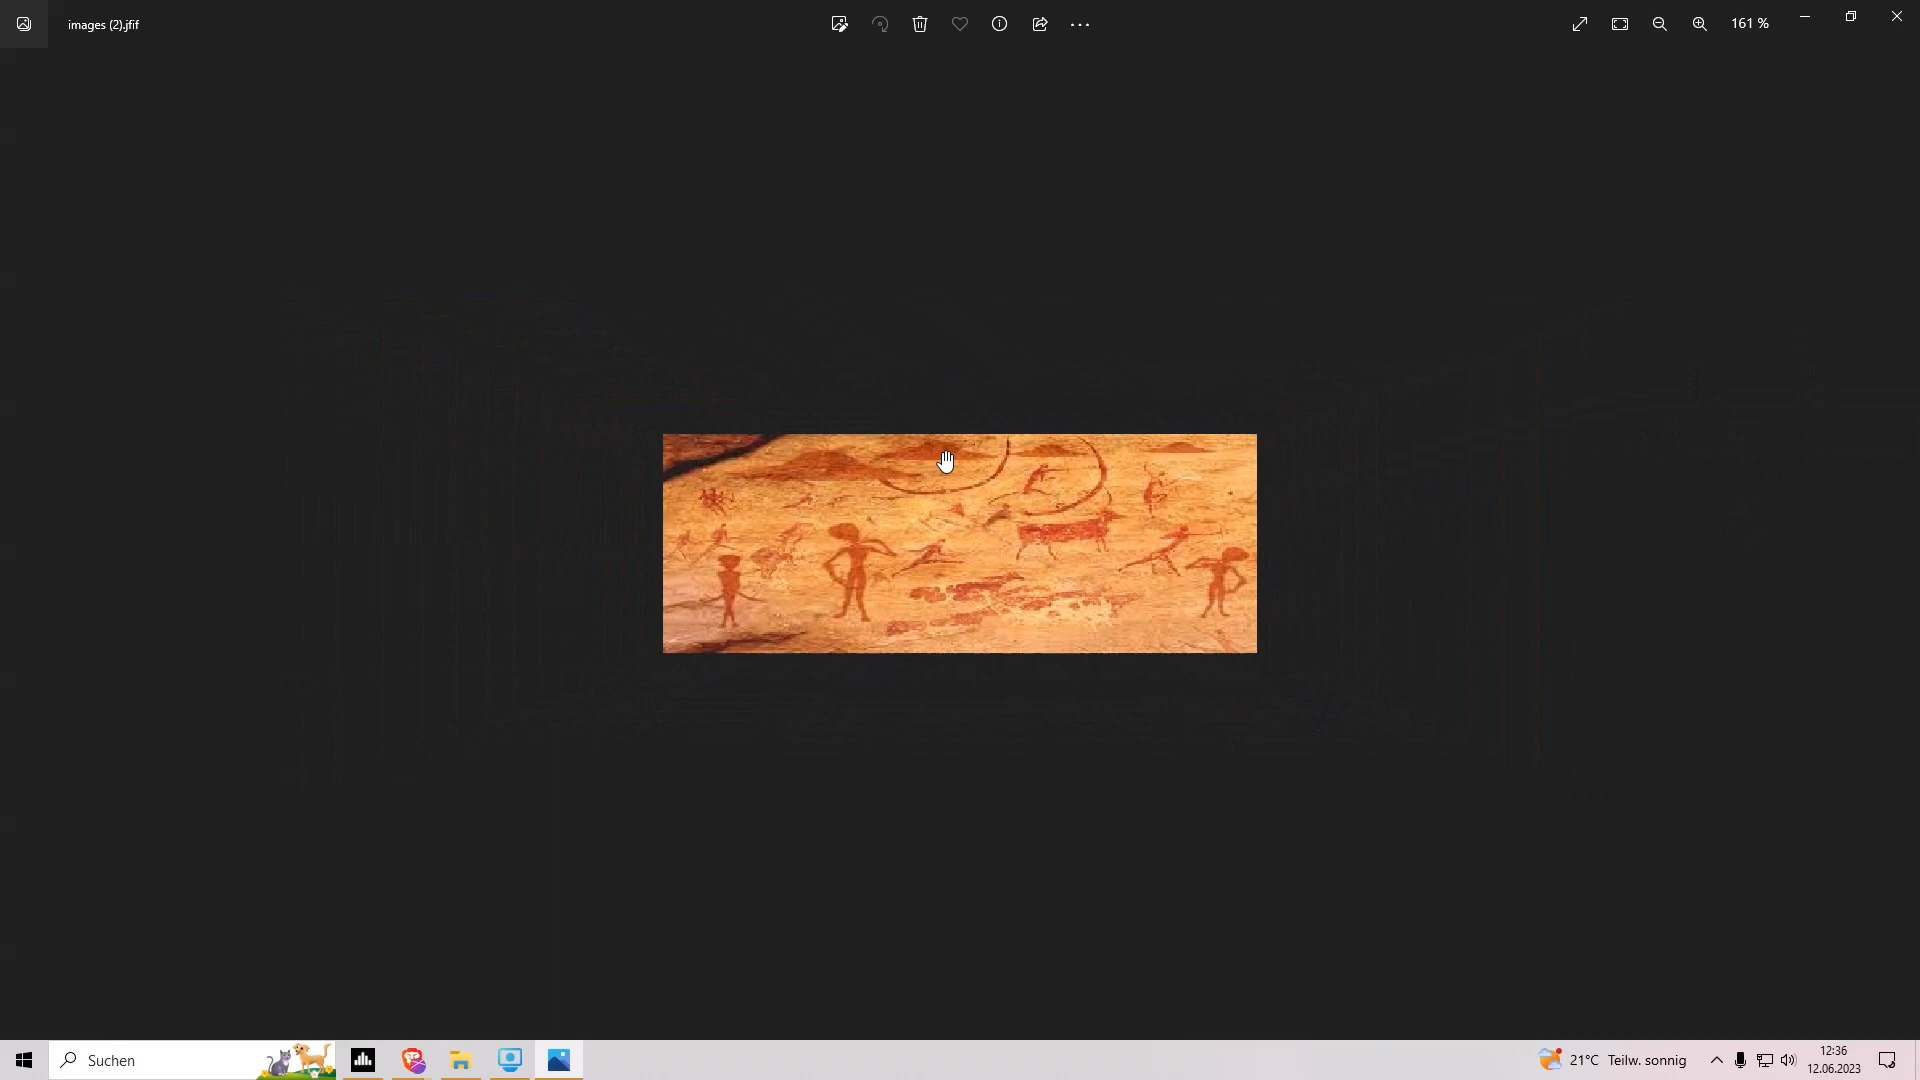 images (2).jfif
161 %
Suchen
21°C Teilw. sonnig
12:36
12.06.2023